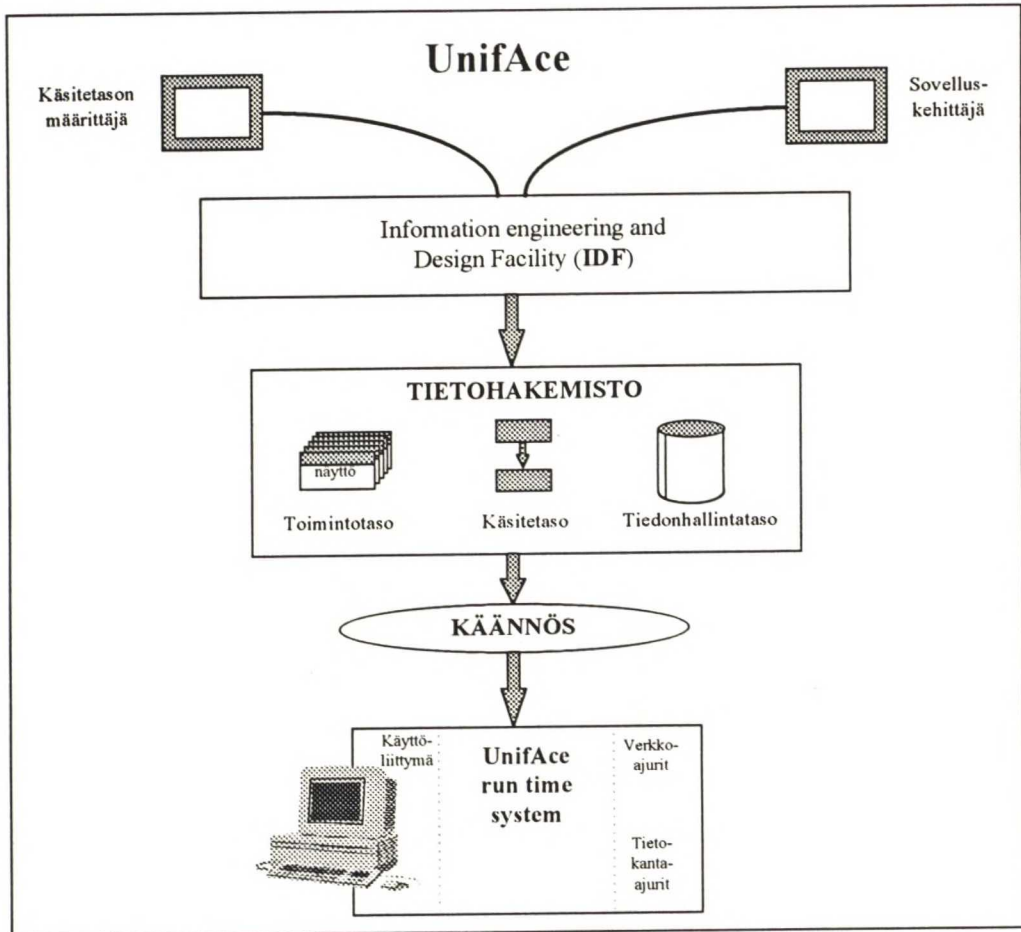 UnifAce
Käsitetason
määrittäjä
Sovellus-
kehittäjä
Information engineering and
Design Facility (IDF)
TIETOHAKEMISTO
näyttö
Toimintotaso
Käsitetaso
Tiedonhallintataso
KÄÄNNÖS
Käyttö-
liittymä
UnifAce
run time
system
Verkko-
ajurit
Tieto-
kanta-
ajurit